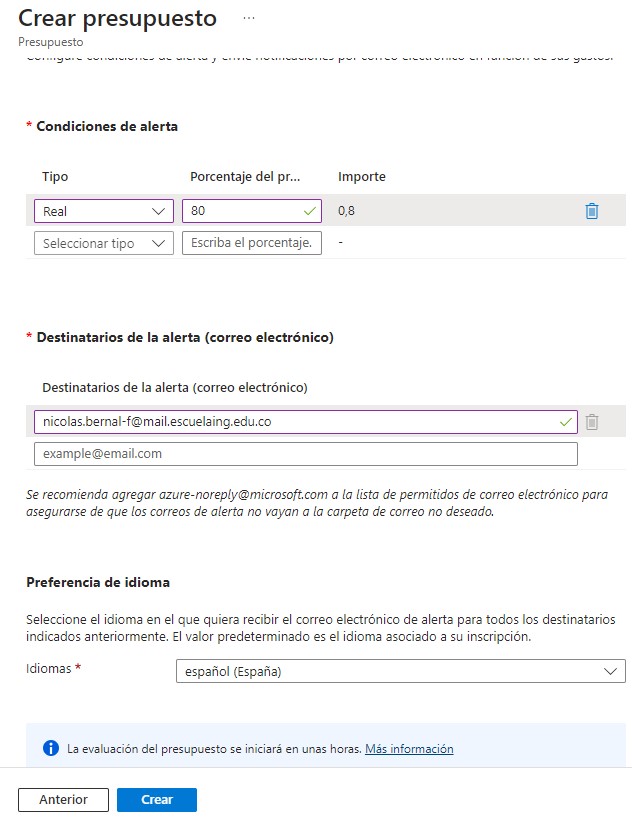 Crear presupuesto ...
Presupuesto
Configure condiciones de alerta y envíe notificaciones por correo electrónico en función de sus gastos.
* Condiciones de alerta
Tipo Porcentaje del pr... Importe
Real 80 0,8
Seleccionar tipo Escriba el porcentaje. -
* Destinatarios de la alerta (correo electrónico)
Destinatarios de la alerta (correo electrónico)
nicolas.bernal-f@mail.escuelaing.edu.co
example@email.com
Se recomienda agregar azure-noreply@microsoft.com a la lista de permitidos de correo electrónico para
asegurarse de que los correos de alerta no vayan a la carpeta de correo no deseado.
Preferencia de idioma
Seleccione el idioma en el que quiera recibir el correo electrónico de alerta para todos los destinatarios
indicados anteriormente. El valor predeterminado es el idioma asociado a su inscripción.
Idiomas * español (España)
La evaluación del presupuesto se iniciará en unas horas. Más información
Anterior Crear